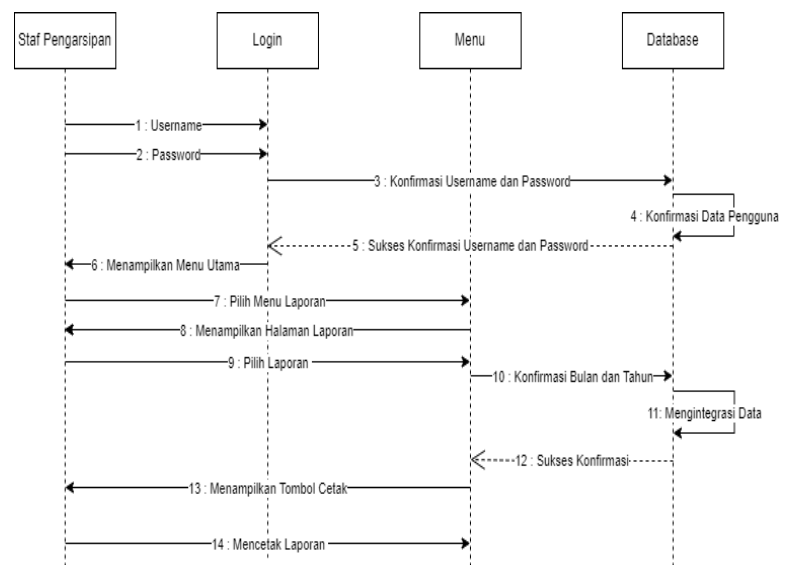 Staf Pengarsipan
Login
Menu
Database
1 : Username
2 : Password
3 : Konfirmasi Username dan Password
4 : Konfirmasi Data Pengguna
5 : Sukses Konfirmasi Username dan Password
6 : Menampilkan Menu Utama
7 : Pilih Menu Laporan
8 : Menampilkan Halaman Laporan
9 : Pilih Laporan
10 : Konfirmasi Bulan dan Tahun
11: Mengintegrasi Data
12 : Sukses Konfirmasi
13 : Menampilkan Tombol Cetak
14 : Mencetak Laporan